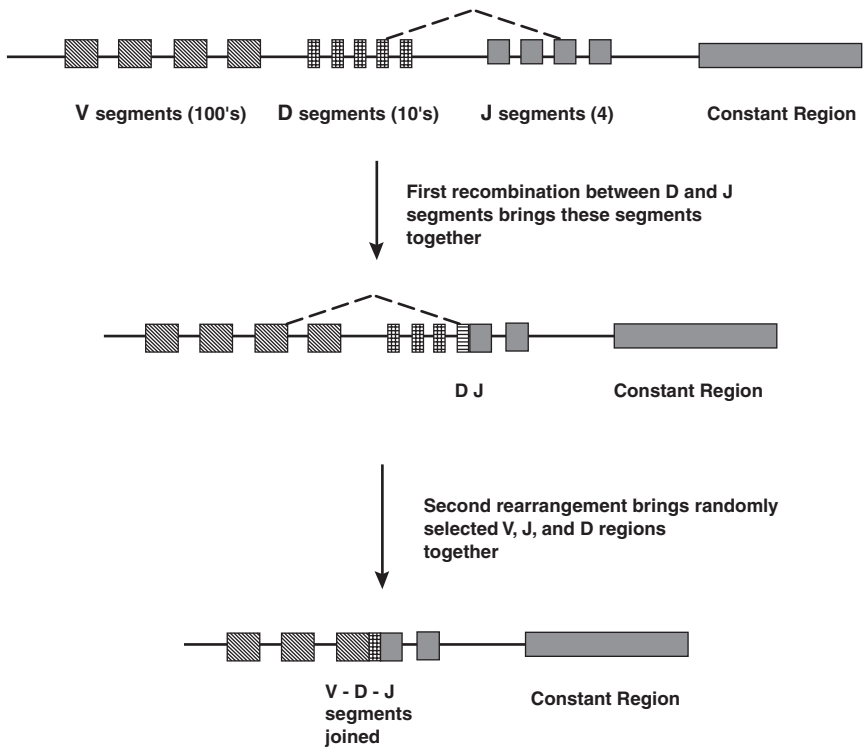 V segments (100's) D segments (10's) J segments (4) Constant Region
First recombination between D and J
segments brings these segments
together
D J Constant Region
Second rearrangement brings randomly
selected V, J, and D regions
together
V - D - J
segments
joined
Constant Region